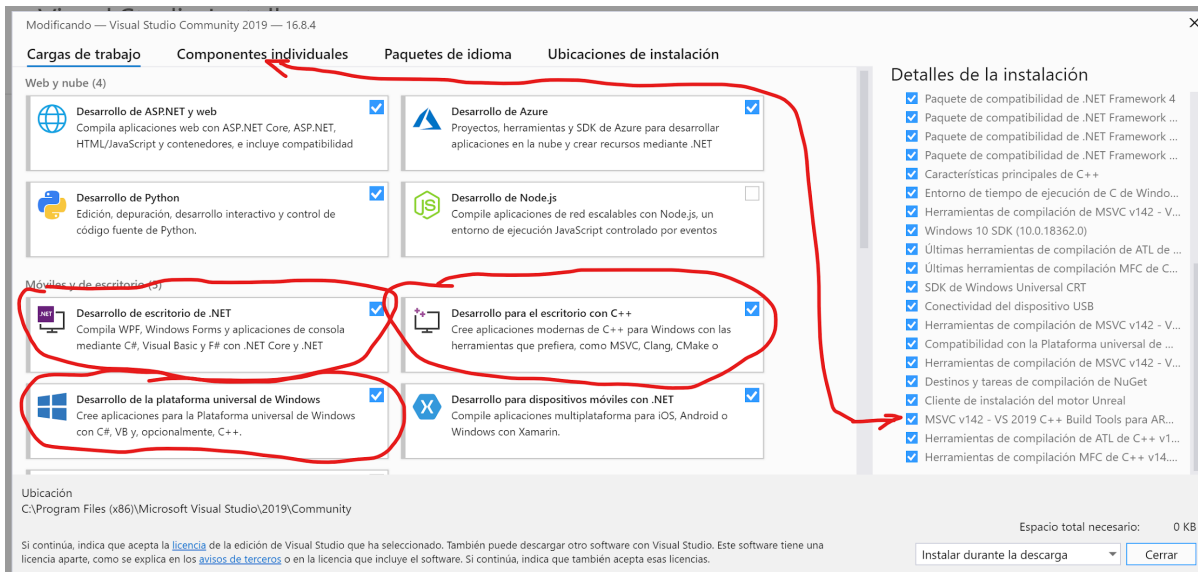 Modificando — Visual Studio Community 2019 — 16.8.4
Cargas de trabajo Componentes individuales Paquetes de idioma Ubicaciones de instalación
Web y nube (4)
Desarrollo de ASP.NET y web
Compila aplicaciones web con ASP.NET Core, ASP.NET,
HTML/JavaScript y contenedores, e incluye compatibilidad
Desarrollo de Azure
Proyectos, herramientas y SDK de Azure para desarrollar
aplicaciones en la nube y crear recursos mediante .NET
Desarrollo de Python
Edición, depuración, desarrollo interactivo y control de
código fuente de Python.
Desarrollo de Node.js
Compile aplicaciones de red escalables con Node.js, un
entorno de ejecución JavaScript controlado por eventos
Móviles y de escritorio (5)
.NET
Desarrollo de escritorio de .NET
Compila WPF, Windows Forms y aplicaciones de consola
mediante C#, Visual Basic y F# con .NET Core y .NET
Desarrollo para el escritorio con C++
Cree aplicaciones modernas de C++ para Windows con las
herramientas que prefiera, como MSVC, Clang, CMake o
Desarrollo de la plataforma universal de Windows
Cree aplicaciones para la Plataforma universal de Windows
con C#, VB y, opcionalmente, C++.
Desarrollo para dispositivos móviles con .NET
Compile aplicaciones multiplataforma para iOS, Android o
Windows con Xamarin.
Detalles de la instalación
Paquete de compatibilidad de .NET Framework 4
Paquete de compatibilidad de .NET Framework ...
Paquete de compatibilidad de .NET Framework ...
Paquete de compatibilidad de .NET Framework ...
Características principales de C++
Entorno de tiempo de ejecución de C de Windo...
Herramientas de compilación de MSVC v142 - V...
Windows 10 SDK (10.0.18362.0)
Últimas herramientas de compilación de ATL de ...
Últimas herramientas de compilación MFC de C...
SDK de Windows Universal CRT
Conectividad del dispositivo USB
Herramientas de compilación de MSVC v142 - V...
Compatibilidad con la Plataforma universal de ...
Herramientas de compilación de MSVC v142 - V...
Destinos y tareas de compilación de NuGet
Cliente de instalación del motor Unreal
MSVC v142 - VS 2019 C++ Build Tools para AR...
Herramientas de compilación de ATL de C++ v1...
Herramientas de compilación MFC de C++ v14....
Ubicación
C:\Program Files (x86)\Microsoft Visual Studio\2019\Community
Si continúa, indica que acepta la licencia de la edición de Visual Studio que ha seleccionado. También puede descargar otro software con Visual Studio. Este software tiene una
licencia aparte, como se explica en los avisos de terceros o en la licencia que incluye el software. Si continúa, indica que también acepta esas licencias.
Espacio total necesario: 0 KB
Instalar durante la descarga Cerrar